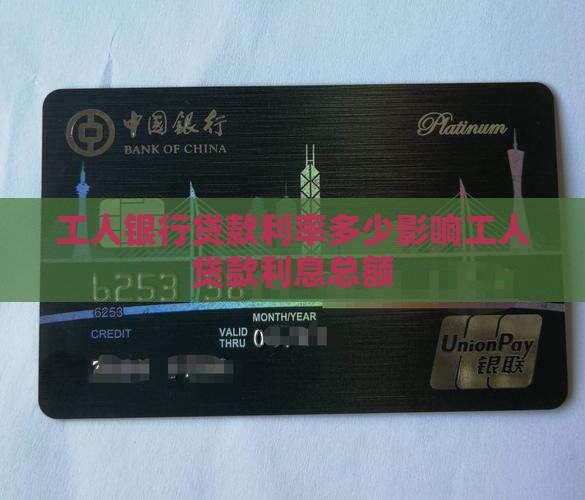 中国银行
BANK OF CHINA
Platinum
工人银行贷款利率多少影响工人
贷款利息总额
6253
6253
MONTH/YEAR
CREDIT
VALID
THRU
UnionPay
银联